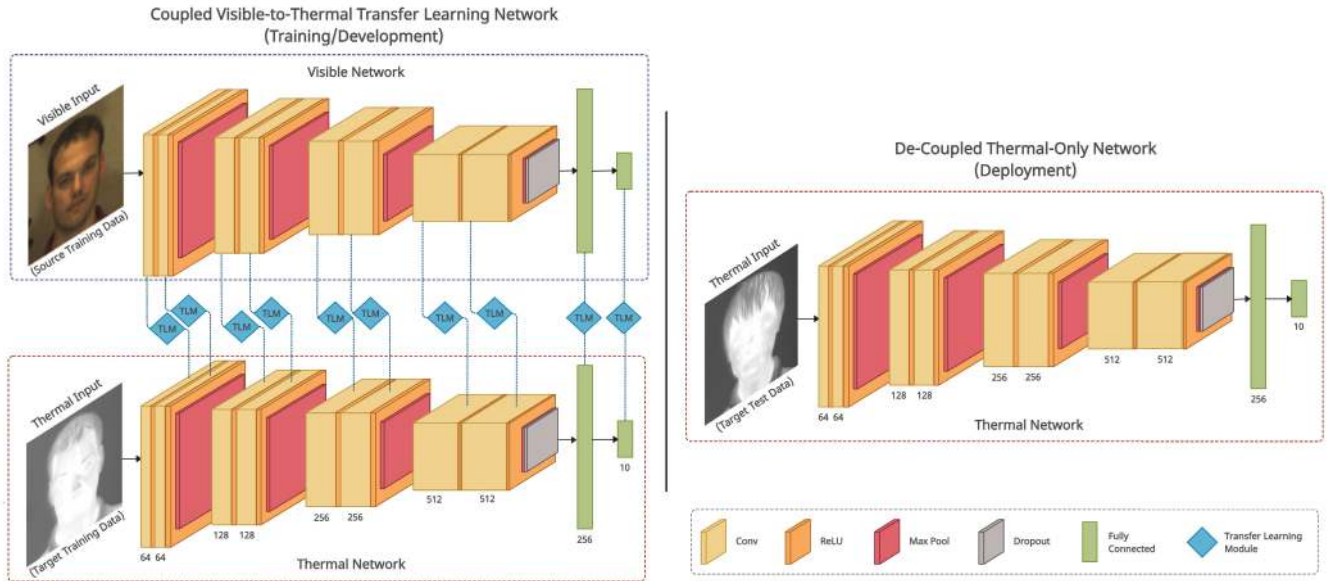 Coupled Visible-to-Thermal Transfer Learning Network
(Training/Development)
Visible Network
Visible Input
(Source Training Data)
TLM TLM TLM TLM TLM TLM TLM TLM TLM TLM
Thermal Input
(Target Training Data)
64 64
128 128
256 256
512 512
256
10
Thermal Network
De-Coupled Thermal-Only Network
(Deployment)
Thermal Input
(Target Test Data)
64 64
128 128
256 256
512 512
256
10
Thermal Network
Conv
ReLU
Max Pool
Dropout
Fully
Connected
Transfer Learning
Module